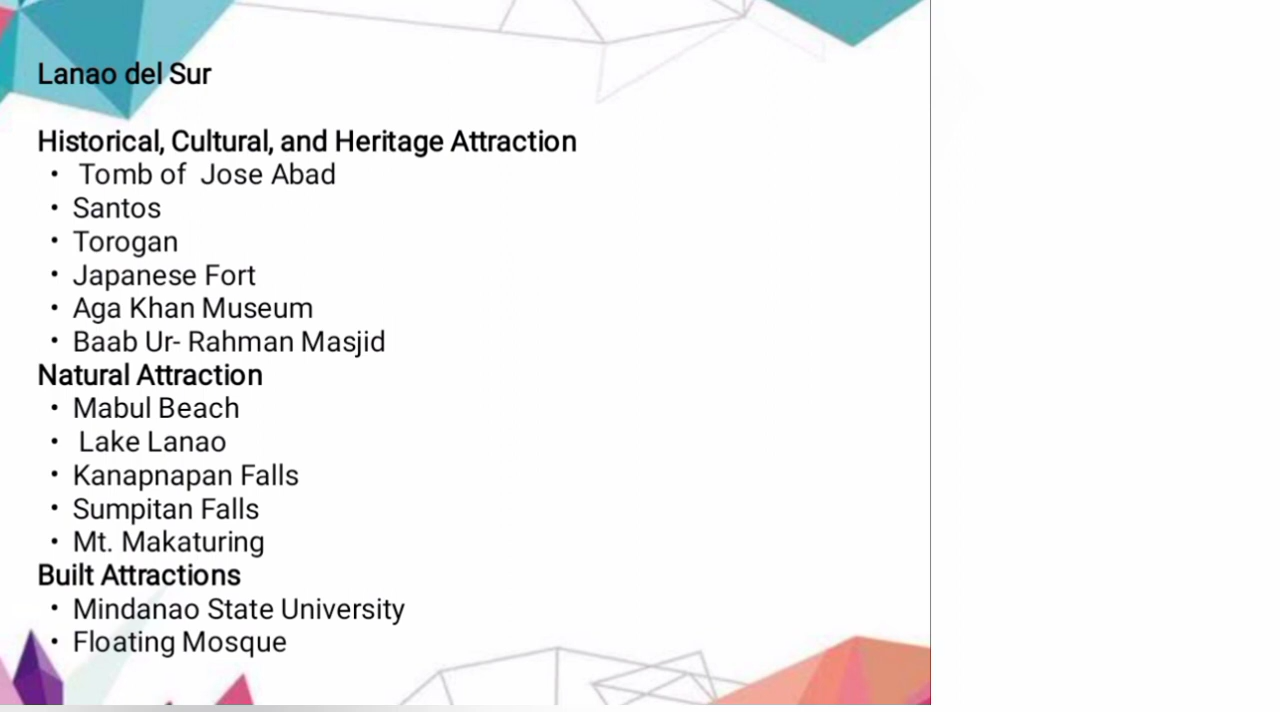 Lanao del Sur
Historical, Cultural, and Heritage Attraction
• Tomb of Jose Abad
• Santos
• Torogan
• Japanese Fort
• Aga Khan Museum
• Baab Ur- Rahman Masjid
Natural Attraction
• Mabul Beach
• Lake Lanao
• Kanapnapan Falls
• Sumpitan Falls
• Mt. Makaturing
Built Attractions
• Mindanao State University
• Floating Mosque